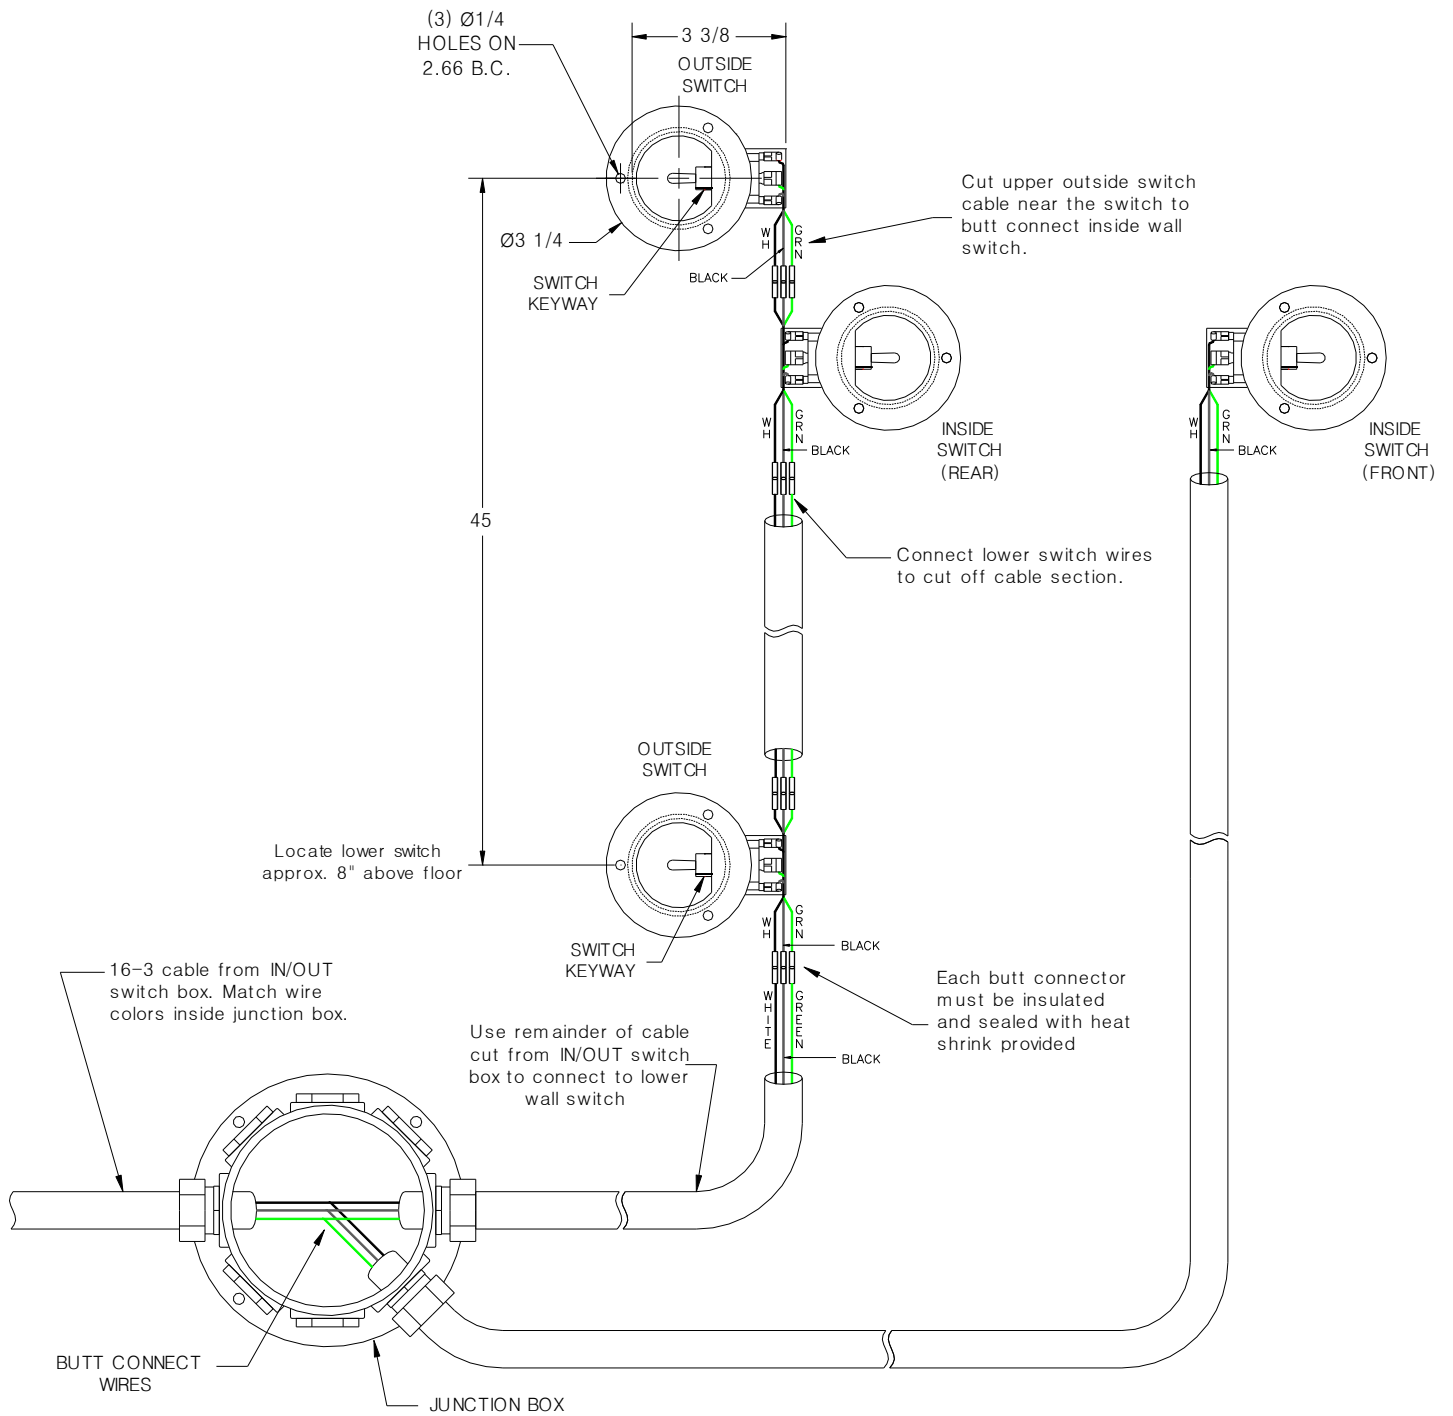 (3) Ø1/4
HOLES ON
2.66 B.C.
3 3/8
OUTSIDE
SWITCH
Cut upper outside switch
cable near the switch to
butt connect inside wall
switch.
Ø3 1/4
WH
GRN
BLACK
SWITCH
KEYWAY
WH
GRN
BLACK
INSIDE
SWITCH
(REAR)
WH
GRN
BLACK
INSIDE
SWITCH
(FRONT)
45
Connect lower switch wires
to cut off cable section.
OUTSIDE
SWITCH
Locate lower switch
approx. 8" above floor
WH
GRN
BLACK
SWITCH
KEYWAY
16-3 cable from IN/OUT
switch box. Match wire
colors inside junction box.
Each butt connector
must be insulated
and sealed with heat
shrink provided
WHITE
GREEN
BLACK
Use remainder of cable
cut from IN/OUT switch
box to connect to lower
wall switch
BUTT CONNECT
WIRES
JUNCTION BOX